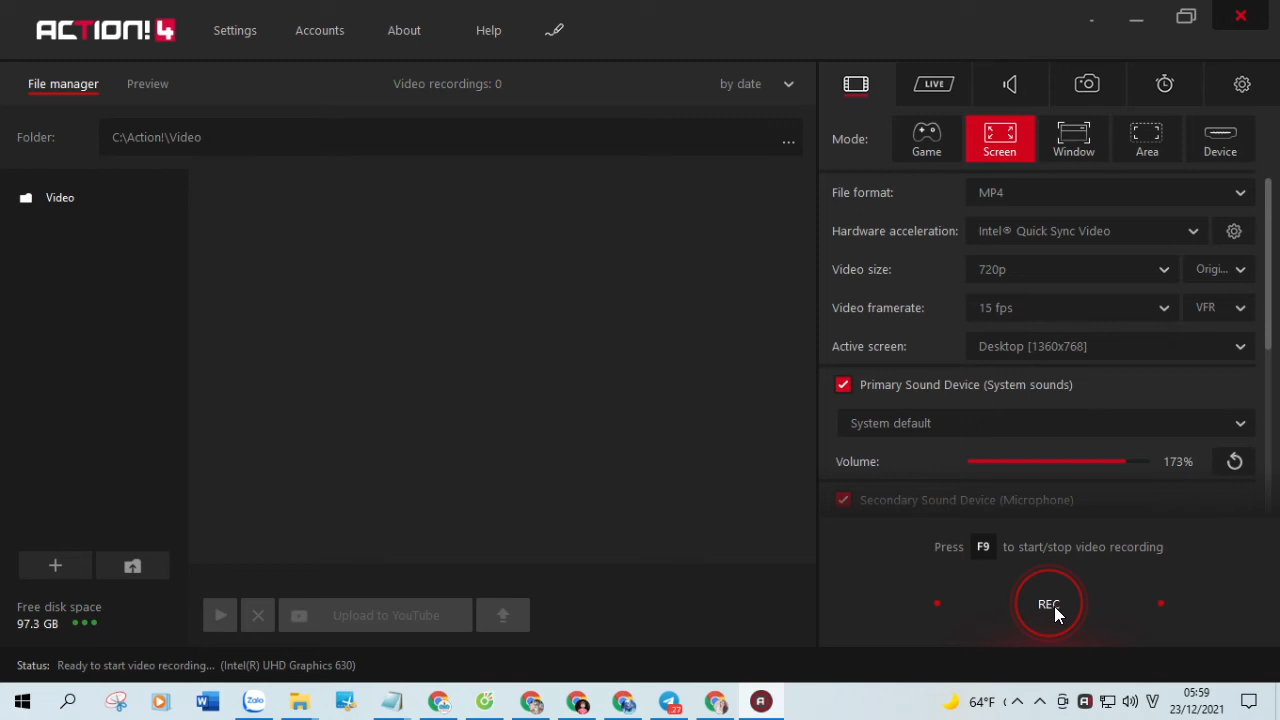 ACTION! 4
Settings
Accounts
About
Help
File manager
Preview
Video recordings: 0
by date
LIVE
Folder:
C:\Action!\Video
...
Mode:
Game
Screen
Window
Area
Device
Video
File format:
MP4
Hardware acceleration:
Intel® Quick Sync Video
Video size:
720p
Origi...
Video framerate:
15 fps
VFR
Active screen:
Desktop [1360x768]
Primary Sound Device (System sounds)
System default
Volume:
173%
Secondary Sound Device (Microphone)
Press F9 to start/stop video recording
REC
Free disk space
97.3 GB
Upload to YouTube
Status:
Ready to start video recording... (Intel(R) UHD Graphics 630)
Zalo
22
64°F
05:59
23/12/2021